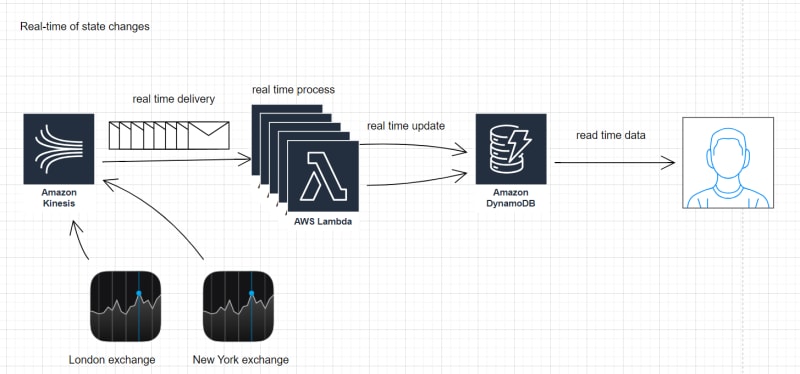 Real-time of state changes
real time delivery
real time process
real time update
read time data
Amazon
Kinesis
AWS Lambda
Amazon
DynamoDB
London exchange
New York exchange